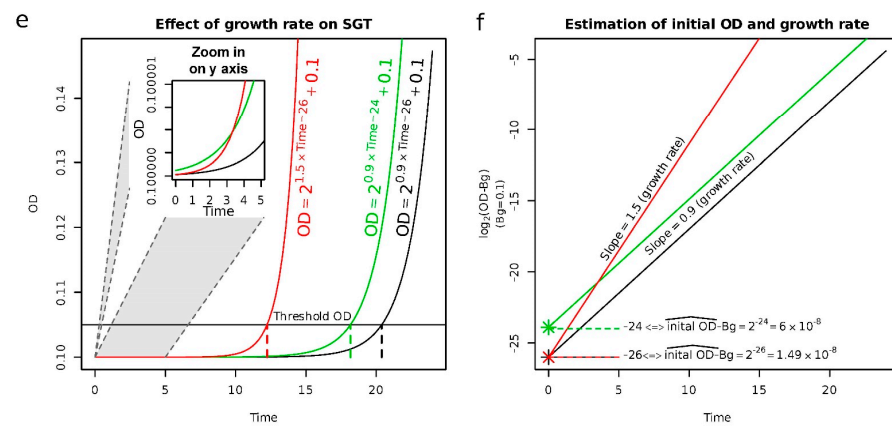 e
Effect of growth rate on SGT
OD
0.14
0.13
0.12
0.11
0.10
Zoom in
on y axis
OD
0.100001
0.100000
0 1 2 3 4 5
Time
OD = 2^1.5 × Time−26 + 0.1
OD = 2^0.9 × Time−24 + 0.1
OD = 2^0.9 × Time−26 + 0.1
Threshold OD
0 5 10 15 20
Time
f
Estimation of initial OD and growth rate
log₂(OD-Bg)
(Bg=0.1)
-5
-10
-15
-20
-25
Slope = 1.5 (growth rate)
Slope = 0.9 (growth rate)
-24 <=> inital OD-Bg = 2^-24 = 6 × 10^-8
-26 <=> inital OD-Bg = 2^-26 = 1.49 × 10^-8
0 5 10 15 20
Time